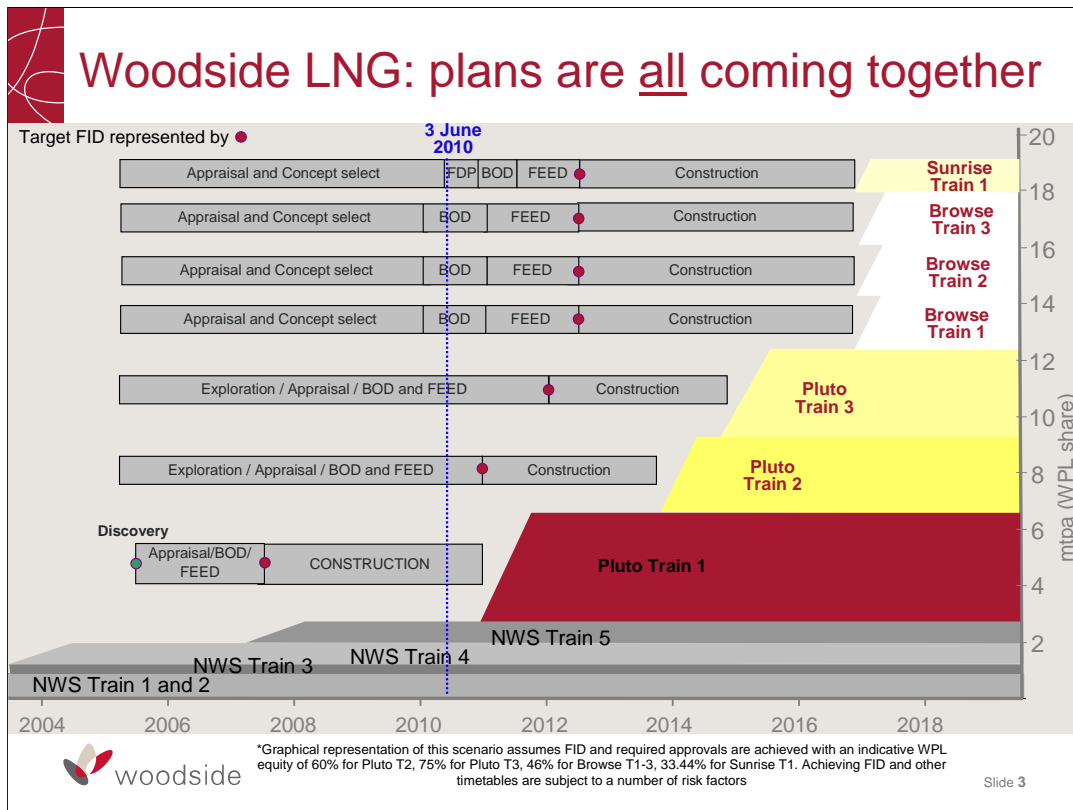 Woodside LNG: plans are all coming together
Target FID represented by
3 June
2010
20
Appraisal and Concept select FDP BOD FEED Construction
Sunrise
Train 1
18
Appraisal and Concept select BOD FEED Construction
Browse
Train 3
16
Appraisal and Concept select BOD FEED Construction
Browse
Train 2
14
Appraisal and Concept select BOD FEED Construction
Browse
Train 1
12
Exploration / Appraisal / BOD and FEED Construction
Pluto
Train 3
10
Exploration / Appraisal / BOD and FEED Construction
Pluto
Train 2
8
mtpa (WPL share)
Discovery
6
Appraisal/BOD/
FEED
CONSTRUCTION
Pluto Train 1
4
NWS Train 5
2
NWS Train 4
NWS Train 3
NWS Train 1 and 2
2004 2006 2008 2010 2012 2014 2016 2018
woodside
*Graphical representation of this scenario assumes FID and required approvals are achieved with an indicative WPL
equity of 60% for Pluto T2, 75% for Pluto T3, 46% for Browse T1-3, 33.44% for Sunrise T1. Achieving FID and other
timetables are subject to a number of risk factors
Slide 3